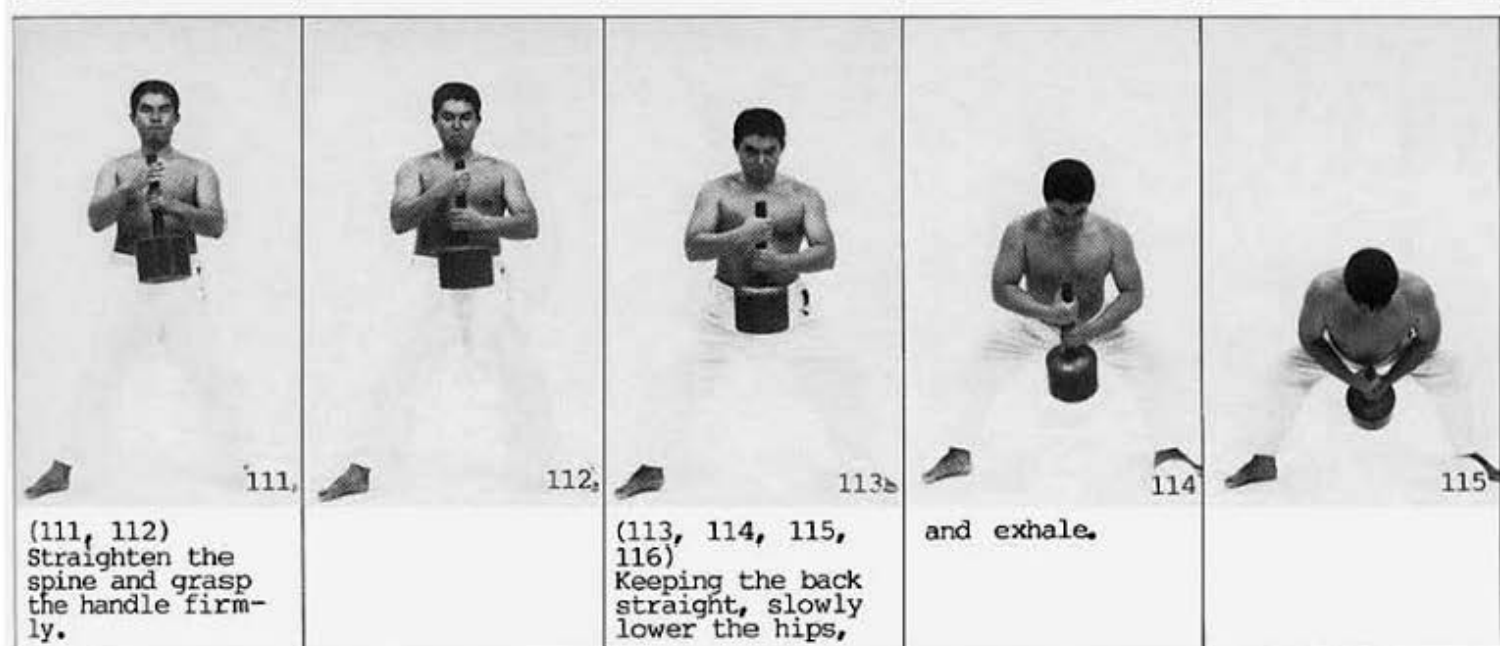 111
112
113
114
115
(111, 112)
Straighten the
spine and grasp
the handle firm-
ly.
(113, 114, 115,
116)
Keeping the back
straight, slowly
lower the hips,
and exhale.